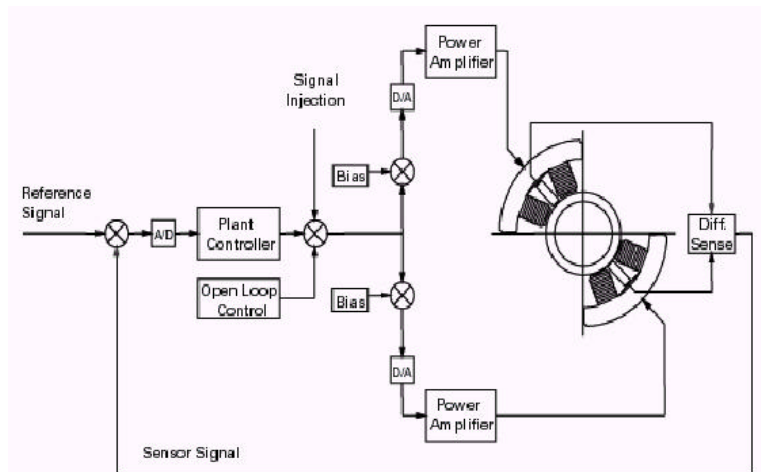 Power
Amplifier
Signal
Injection
D/A
Bias
Reference
Signal
A/D
Plant
Controller
Diff.
Sense
Open Loop
Control
Bias
D/A
Power
Amplifier
Sensor Signal